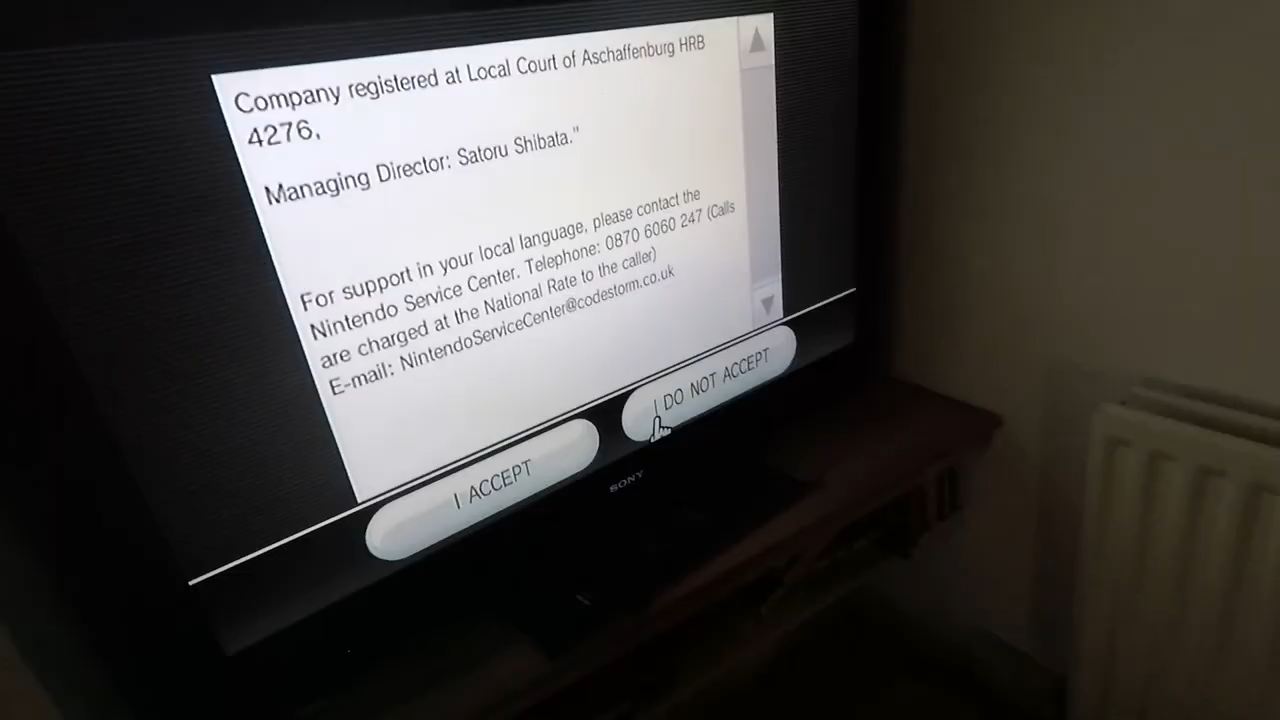 Company registered at Local Court of Aschaffenburg HRB
4276,
Managing Director: Satoru Shibata."
For support in your local language, please contact the
Nintendo Service Center. Telephone: 0870 6060 247 (Calls
are charged at the National Rate to the caller)
E-mail: NintendoServiceCenter@codestorm.co.uk
I DO NOT ACCEPT
I ACCEPT
SONY